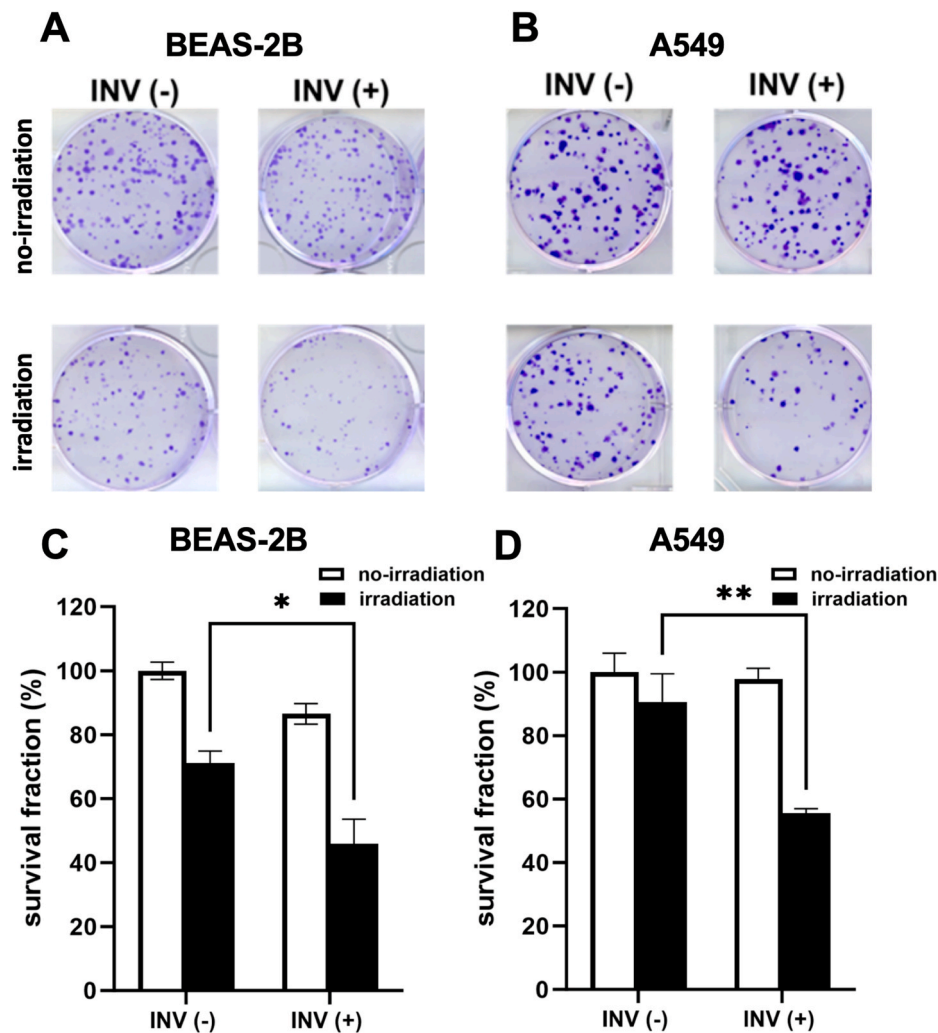 A
BEAS-2B
INV (-)
INV (+)
no-irradiation
irradiation
B
A549
INV (-)
INV (+)
C
BEAS-2B
no-irradiation
irradiation
*
survival fraction (%)
120
100
80
60
40
20
0
INV (-)
INV (+)
D
A549
no-irradiation
irradiation
**
survival fraction (%)
120
100
80
60
40
20
0
INV (-)
INV (+)